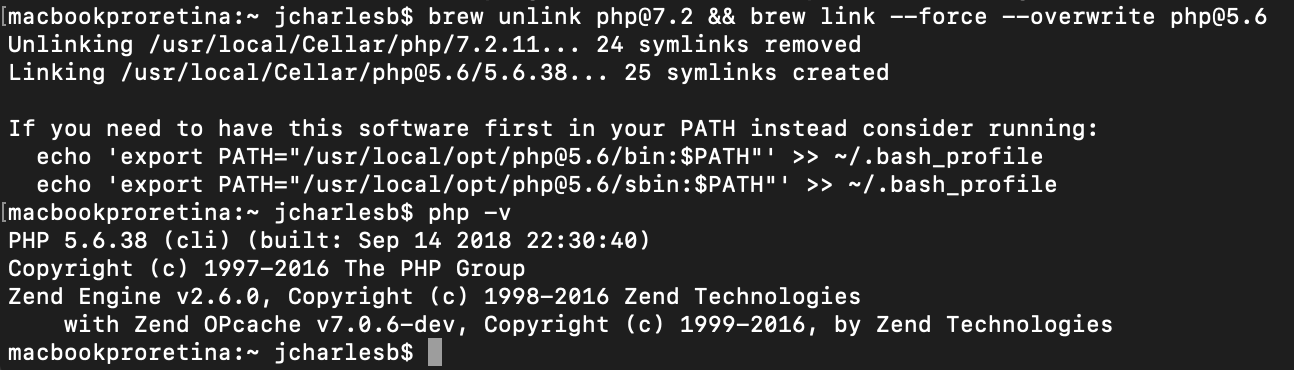 [macbookproretina:~ jcharlesb$ brew unlink php@7.2 && brew link --force --overwrite php@5.6
Unlinking /usr/local/Cellar/php/7.2.11... 24 symlinks removed
Linking /usr/local/Cellar/php@5.6/5.6.38... 25 symlinks created

If you need to have this software first in your PATH instead consider running:
  echo 'export PATH="/usr/local/opt/php@5.6/bin:$PATH"' >> ~/.bash_profile
  echo 'export PATH="/usr/local/opt/php@5.6/sbin:$PATH"' >> ~/.bash_profile
[macbookproretina:~ jcharlesb$ php -v
PHP 5.6.38 (cli) (built: Sep 14 2018 22:30:40)
Copyright (c) 1997-2016 The PHP Group
Zend Engine v2.6.0, Copyright (c) 1998-2016 Zend Technologies
    with Zend OPcache v7.0.6-dev, Copyright (c) 1999-2016, by Zend Technologies
macbookproretina:~ jcharlesb$